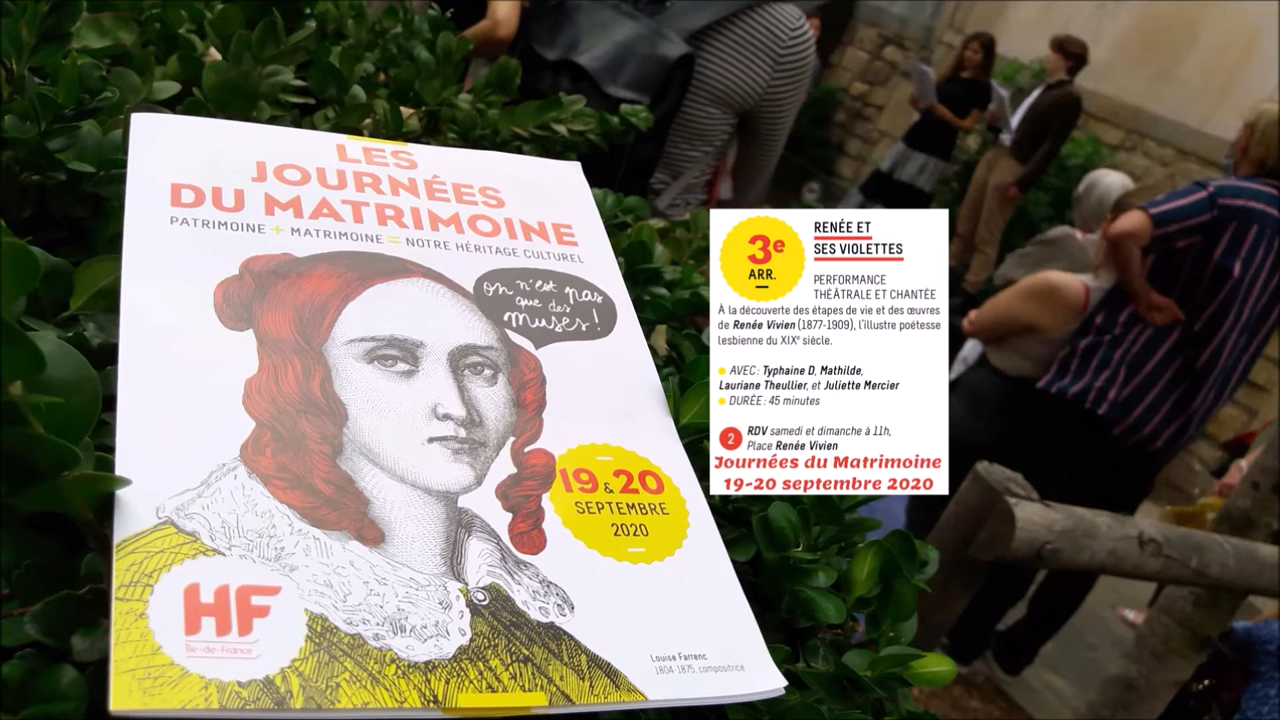 LES
JOURNÉES
DU MATRIMOINE
PATRIMOINE + MATRIMOINE = NOTRE HÉRITAGE CULTUREL
on n'est pas
que des
muses !
19 & 20
SEPTEMBRE
2020
HF
Île-de-France
Louise Farrenc
1804-1875, compositrice
3e
ARR.
RENÉE ET
SES VIOLETTES
PERFORMANCE
THÉÂTRALE ET CHANTÉE
À la découverte des étapes de vie et des œuvres
de Renée Vivien (1877-1909), l'illustre poétesse
lesbienne du XIXe siècle.
AVEC : Typhaine D, Mathilde,
Lauriane Theullier, et Juliette Mercier
DURÉE : 45 minutes
2
RDV samedi et dimanche à 11h,
Place Renée Vivien
Journées du Matrimoine
19-20 septembre 2020